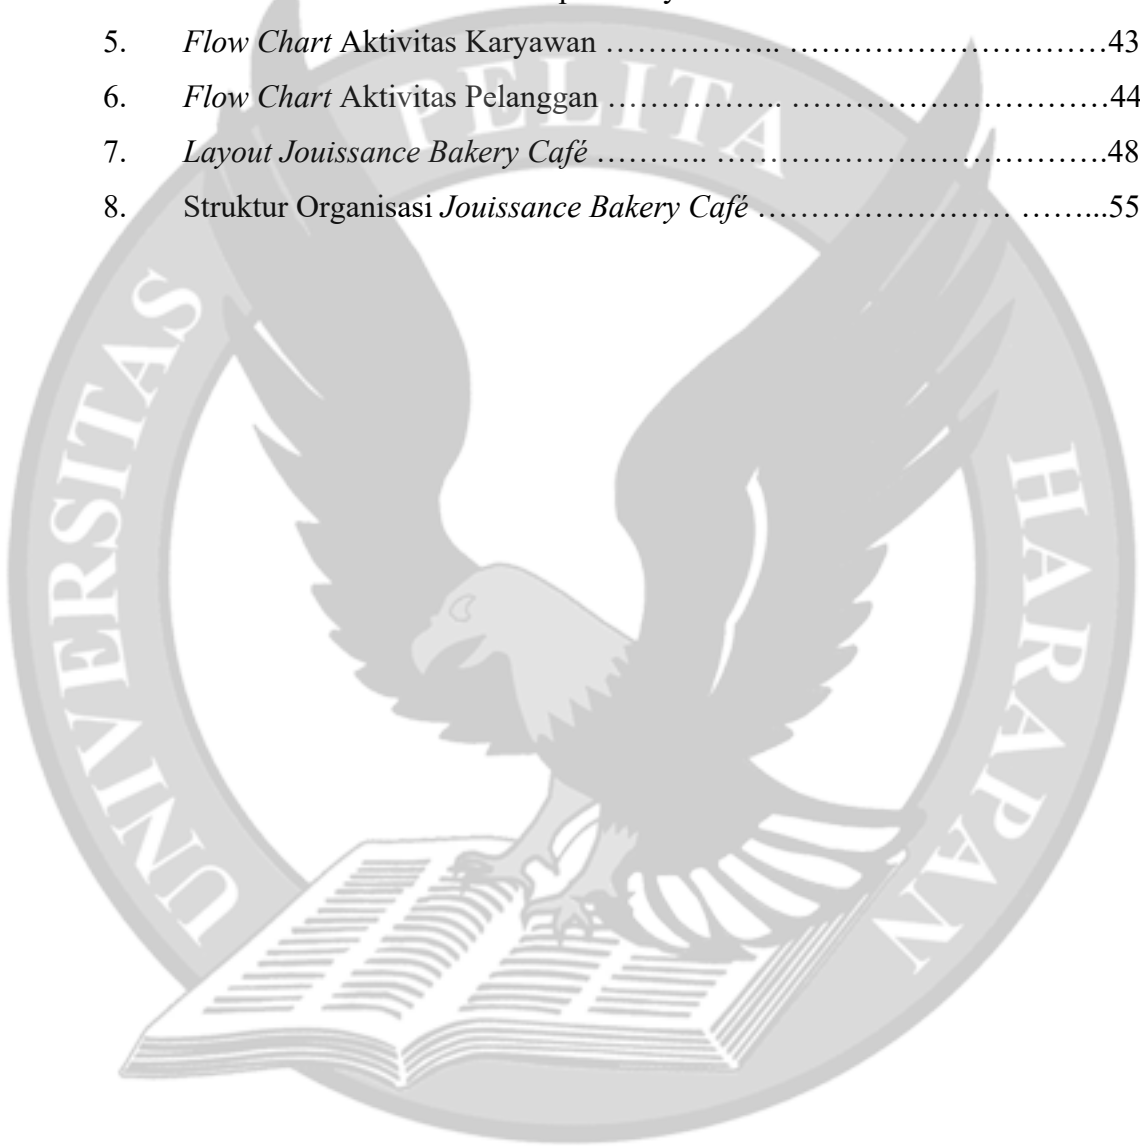 5. Flow Chart Aktivitas Karyawan …………….. …………………………43
6. Flow Chart Aktivitas Pelanggan …………….. …………………………44
7. Layout Jouissance Bakery Café ……….. ……………………………….48
8. Struktur Organisasi Jouissance Bakery Café …………………… ……...55
UNIVERSITAS PELITA HARAPAN